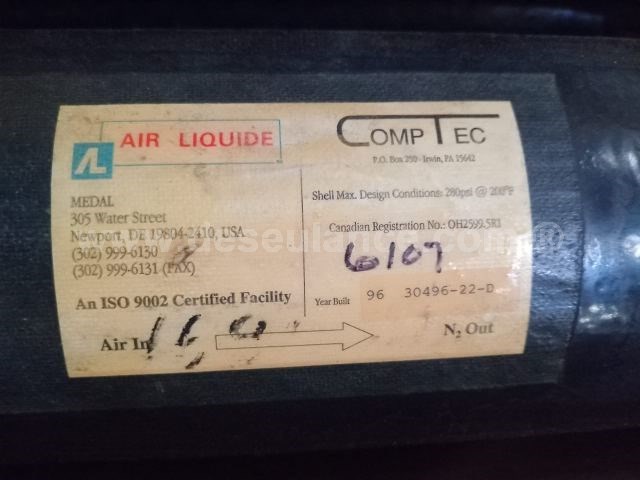 AL AIR LIQUIDE
MEDAL
305 Water Street
Newport, DE 19804-2410, USA
(302) 999-6130
(302) 999-6131 (FAX)
An ISO 9002 Certified Facility
Air In
COMP TEC
P.O. Box 250 - Irwin, PA 15642
Shell Max. Design Conditions: 280psi @ 200°F
Canadian Registration No.: OH2599.5R1
6107
Year Built 96 30496-22-D
N₂ Out